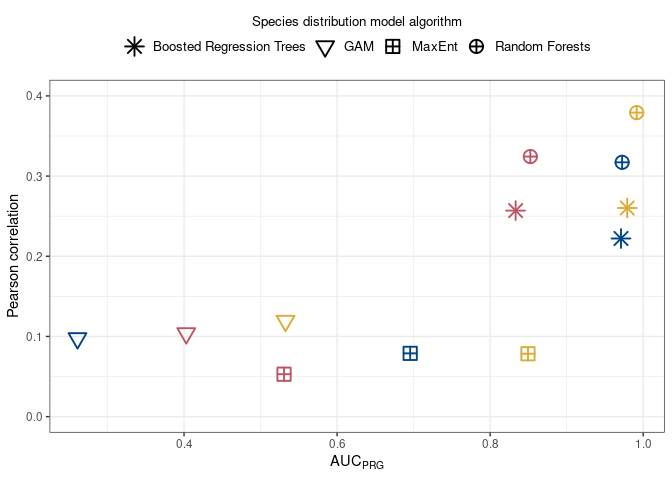 Species distribution model algorithm
Boosted Regression Trees GAM MaxEnt Random Forests
Pearson correlation
0.4
0.3
0.2
0.1
0.0
0.4 0.6 0.8 1.0
AUCPRG